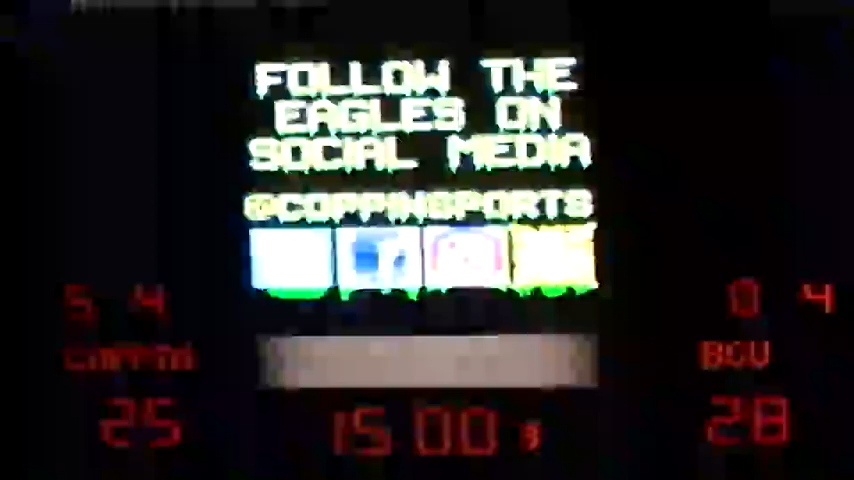 FOLLOW THE
EAGLES ON
SOCIAL MEDIA
@COPPINSPORTS
5 4
0 4
COPPIN
BCU
25
15 00
28